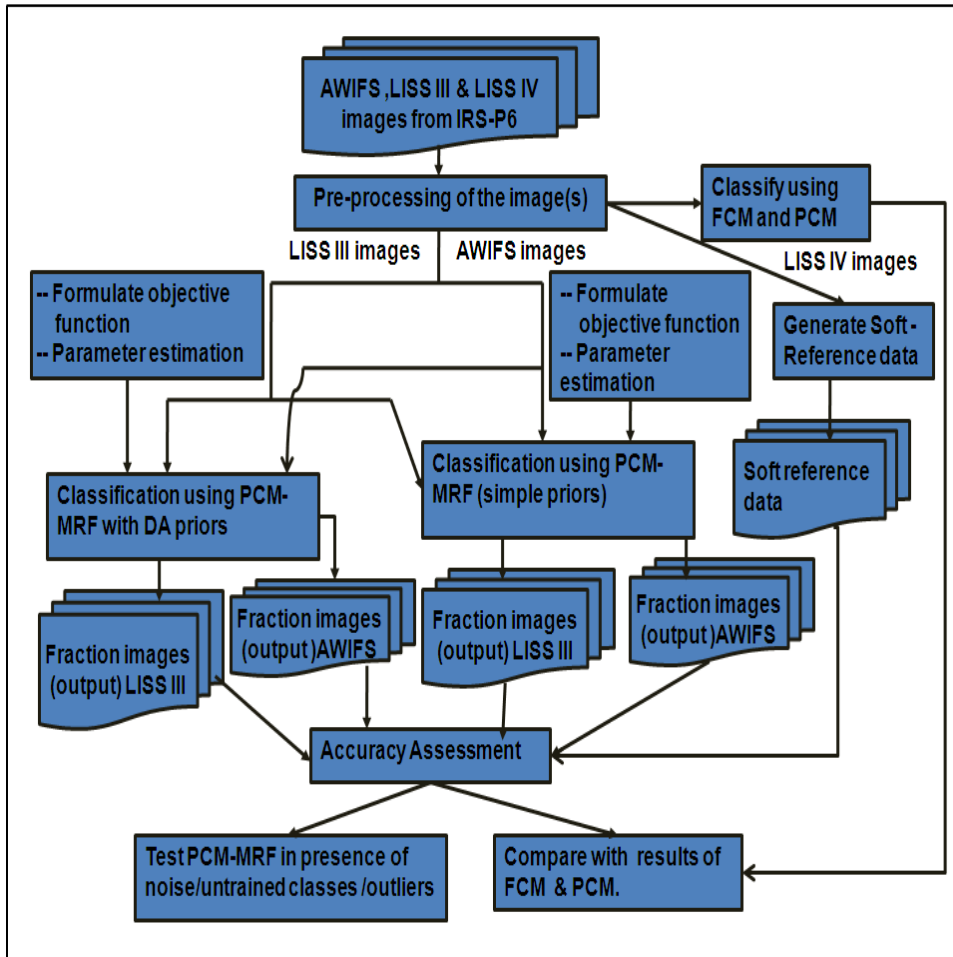 AWIFS ,LISS III & LISS IV
images from IRS-P6
Pre-processing of the image(s)
Classify using
FCM and PCM
LISS III images
AWIFS images
LISS IV images
-- Formulate objective
function
-- Parameter estimation
-- Formulate
objective function
-- Parameter
estimation
Generate Soft -
Reference data
Classification using PCM-
MRF with DA priors
Classification using PCM-
MRF (simple priors)
Soft reference
data
Fraction images
(output) LISS III
Fraction images
(output )AWIFS
Fraction images
(output) LISS III
Fraction images
(output )AWIFS
Accuracy Assessment
Test PCM-MRF in presence of
noise/untrained classes /outliers
Compare with results of
FCM & PCM.